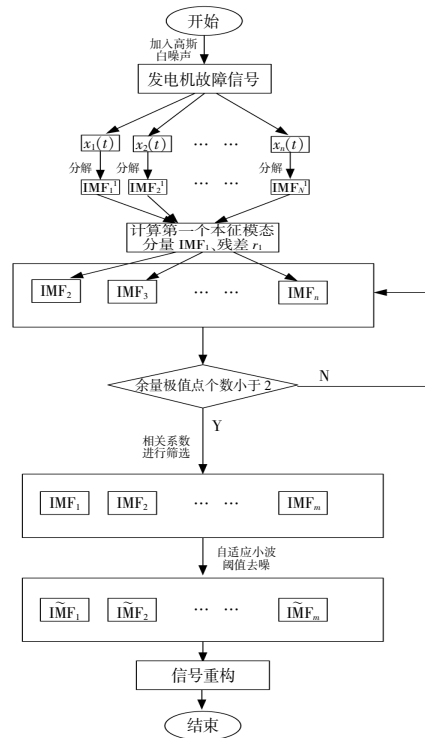 开始
加入高斯
白噪声
发电机故障信号
x₁(t) x₂(t) … … xₙ(t)
分解 分解 分解
IMF₁¹ IMF₂¹ … … IMF_N¹
计算第一个本征模态
分量 IMF₁、残差 r₁
IMF₂ IMF₃ … … IMFₙ
余量极值点个数小于 2 N
Y
相关系数
进行筛选
IMF₁ IMF₂ … … IMFₘ
自适应小波
阈值去噪
I͠MF₁ I͠MF₂ … … I͠MFₘ
信号重构
结束